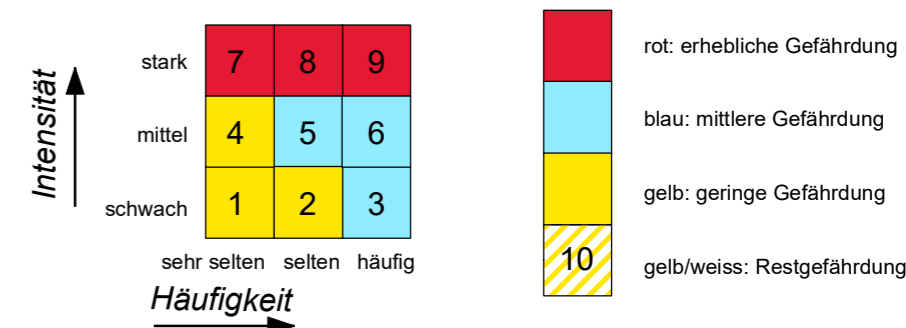 Intensität
stark 7 8 9
mittel 4 5 6
schwach 1 2 3
sehr selten selten häufig
Häufigkeit
rot: erhebliche Gefährdung
blau: mittlere Gefährdung
gelb: geringe Gefährdung
10 gelb/weiss: Restgefährdung